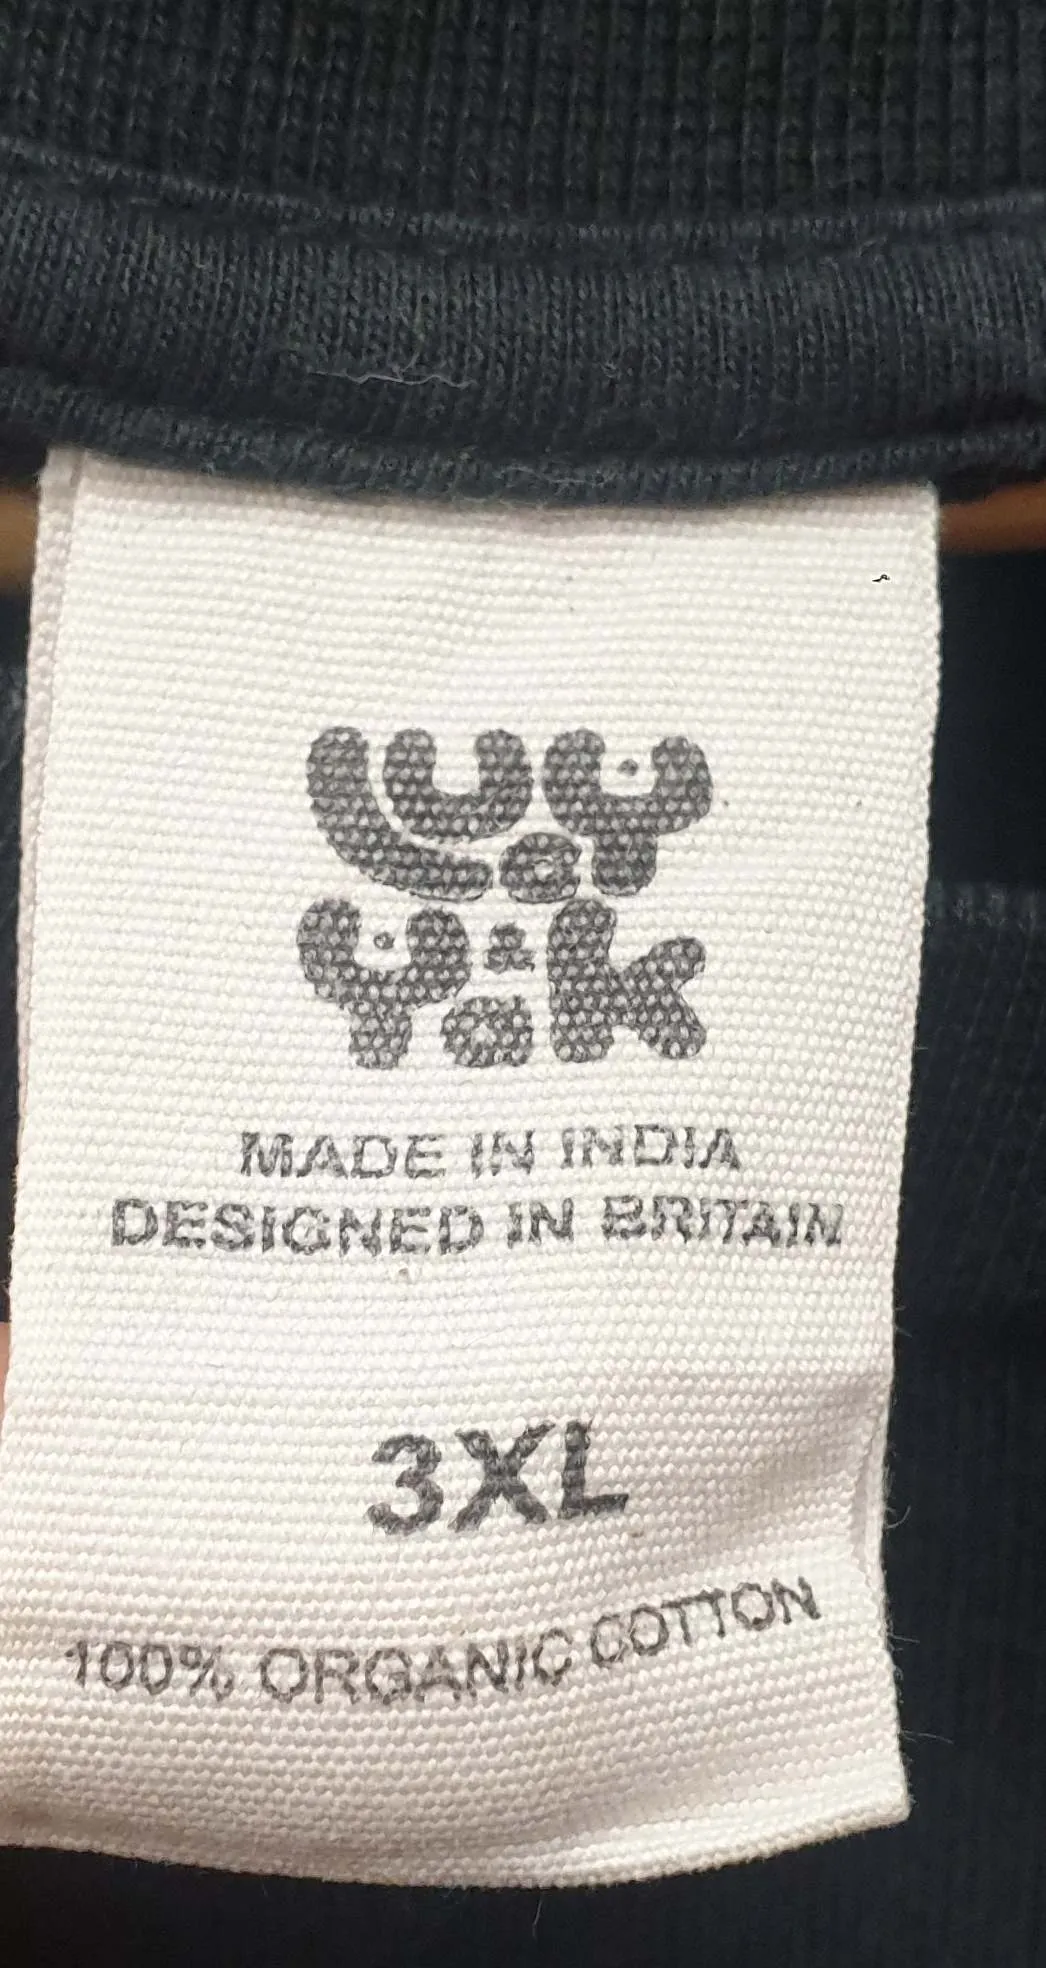 Lucy
& Yak
MADE IN INDIA
DESIGNED IN BRITAIN
3XL
100% ORGANIC COTTON